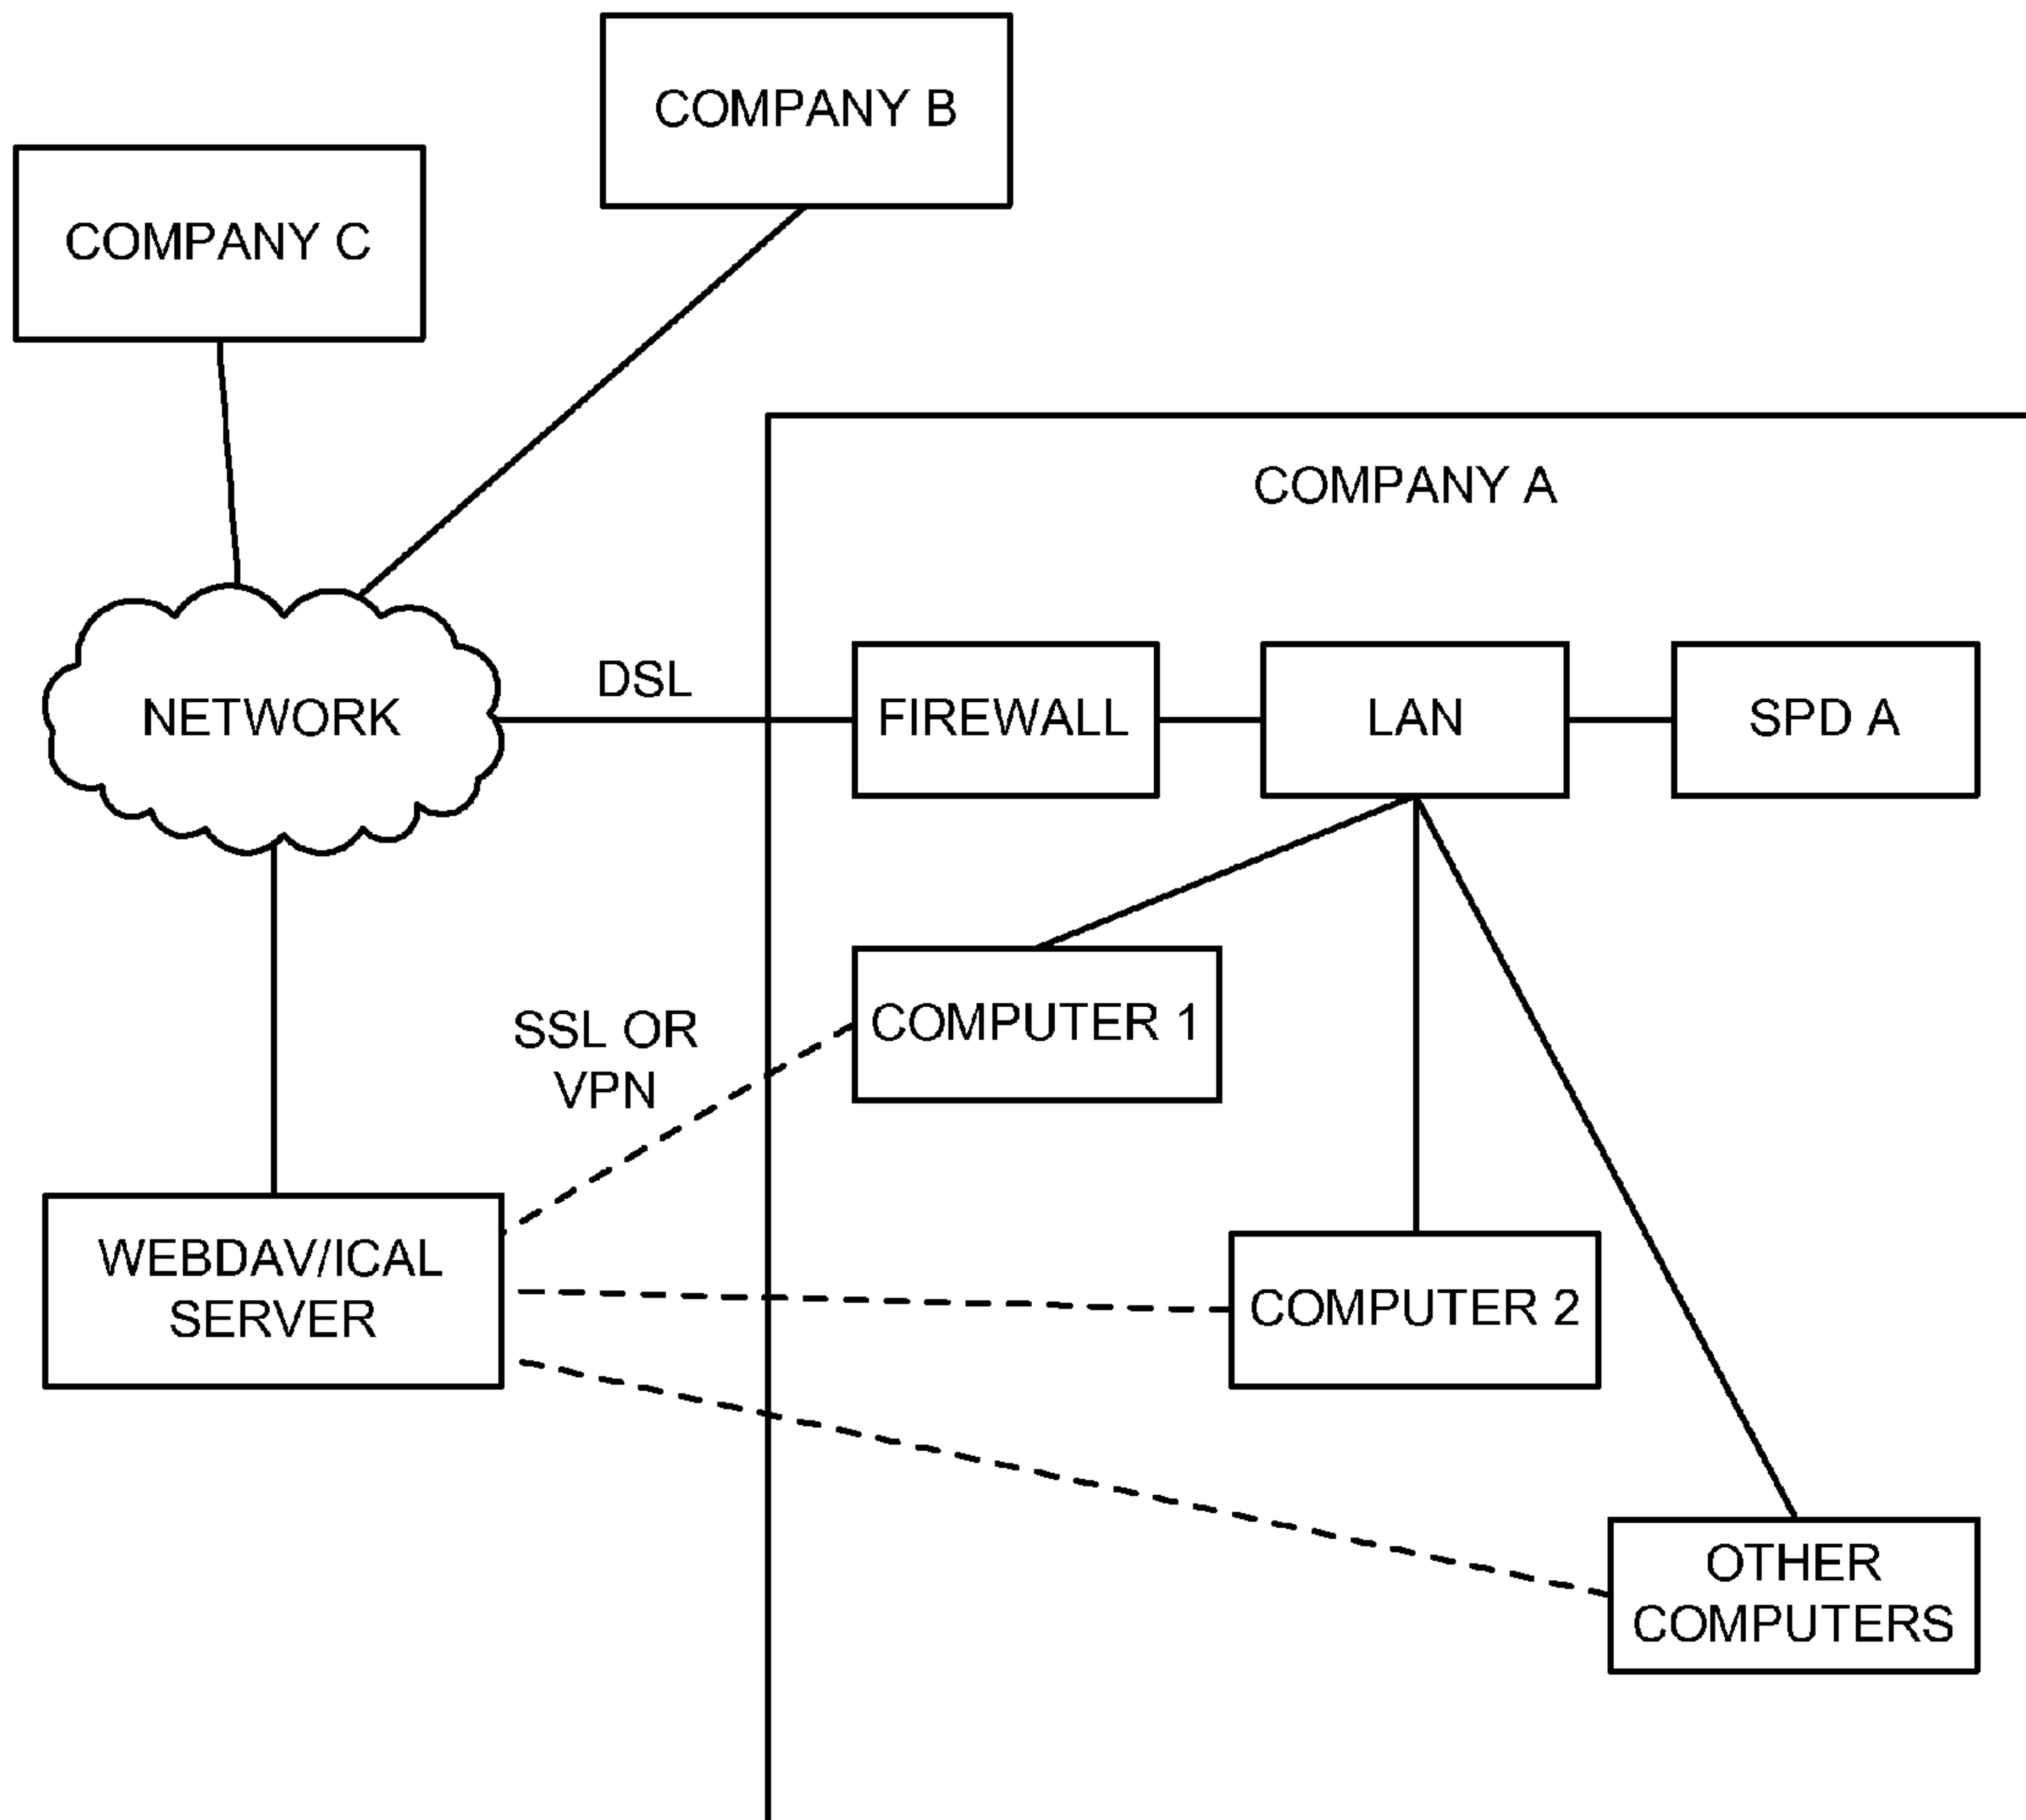 COMPANY B
COMPANY C
COMPANY A
DSL
NETWORK
FIREWALL
LAN
SPD A
COMPUTER 1
SSL OR
VPN
WEBDAV/ICAL
SERVER
COMPUTER 2
OTHER
COMPUTERS